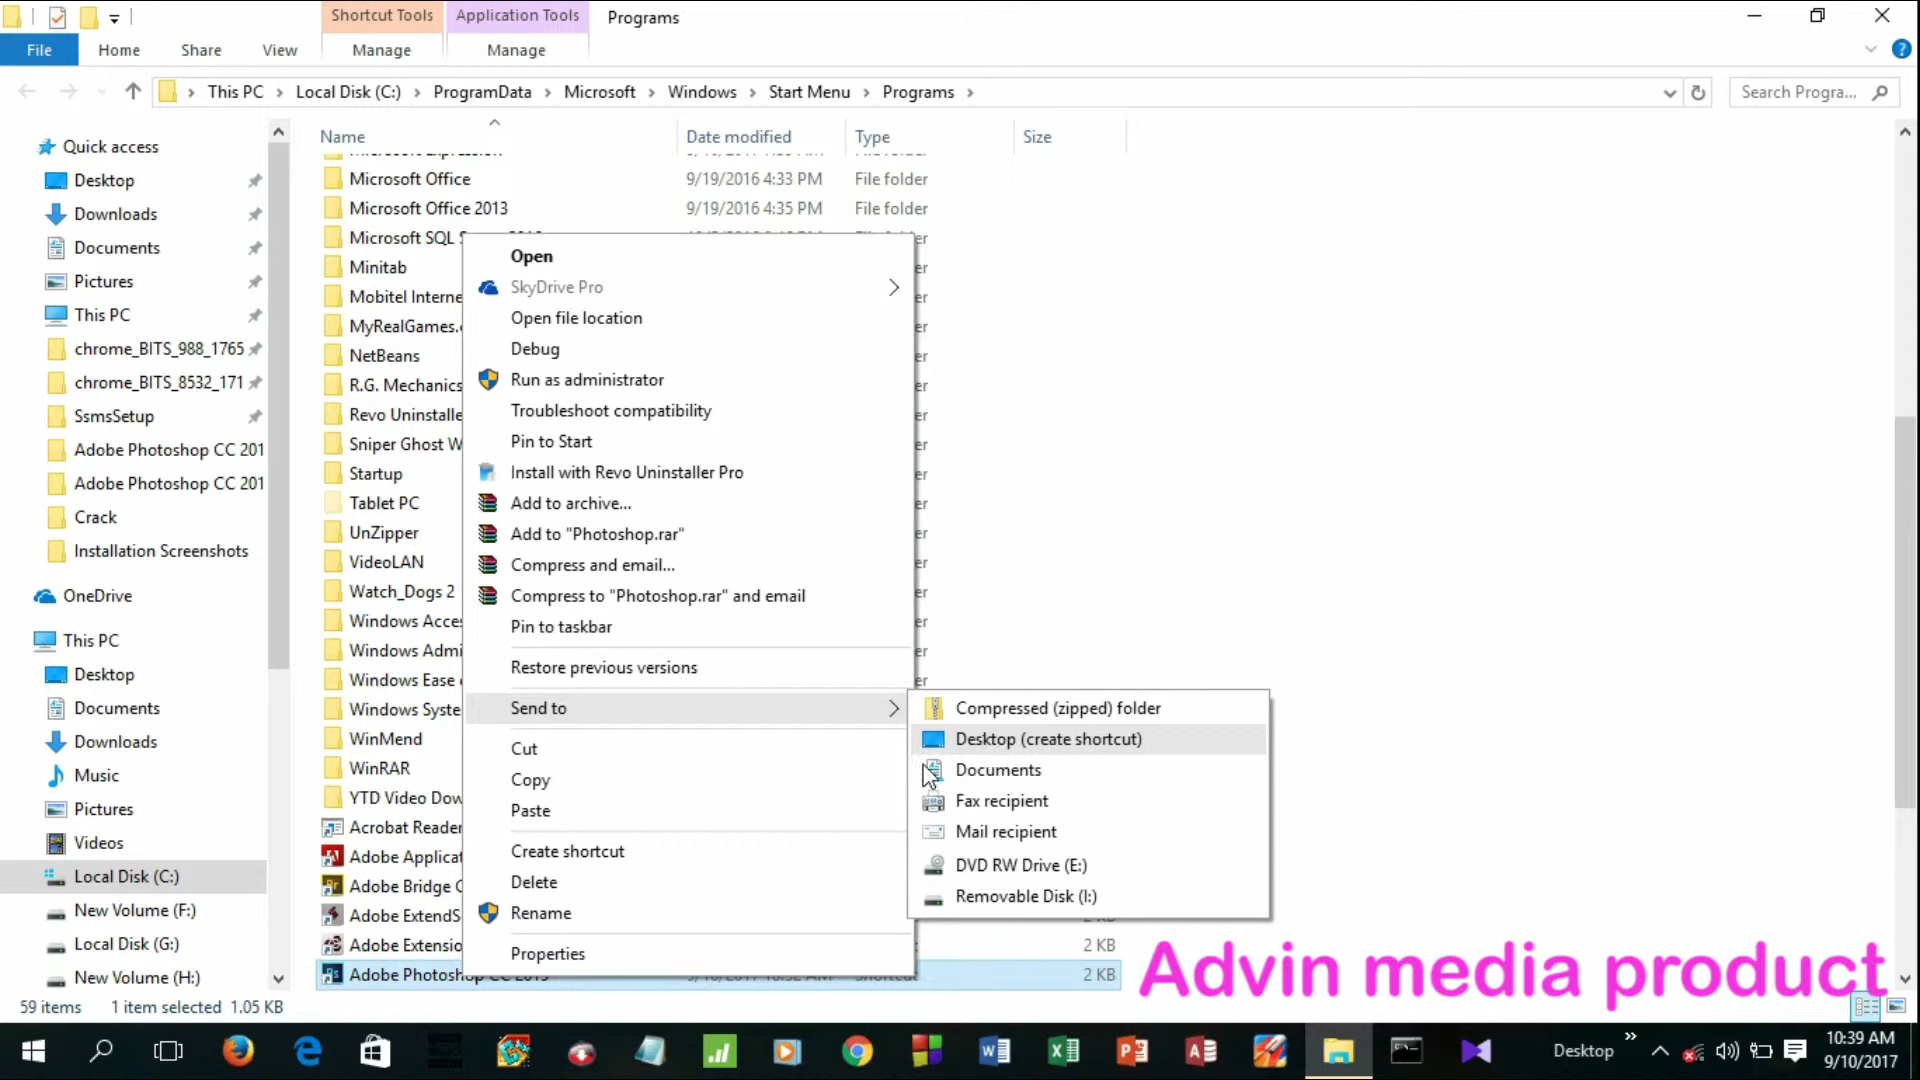 Shortcut Tools
Application Tools
Programs
File
Home
Share
View
Manage
Manage
This PC
Local Disk (C:)
ProgramData
Microsoft
Windows
Start Menu
Programs
Search Progra...
Name
Date modified
Type
Size
Quick access
Desktop
Downloads
Documents
Pictures
This PC
chrome_BITS_988_1765
chrome_BITS_8532_171
SsmsSetup
Adobe Photoshop CC 201
Adobe Photoshop CC 201
Crack
Installation Screenshots
OneDrive
This PC
Desktop
Documents
Downloads
Music
Pictures
Videos
Local Disk (C:)
New Volume (F:)
Local Disk (G:)
New Volume (H:)
Microsoft Office 9/19/2016 4:33 PM File folder
Microsoft Office 2013 9/19/2016 4:35 PM File folder
Microsoft SQL S
Minitab
Mobitel Interne
MyRealGames.
NetBeans
R.G. Mechanics
Revo Uninstalle
Sniper Ghost W
Startup
Tablet PC
UnZipper
VideoLAN
Watch_Dogs 2
Windows Acces
Windows Admi
Windows Ease
Windows Syste
WinMend
WinRAR
YTD Video Dow
Acrobat Reader
Adobe Applicat
Adobe Bridge C
Adobe ExtendS
Adobe Extensio 2 KB
Adobe Photoshop CC 2015 2 KB
Open
SkyDrive Pro
Open file location
Debug
Run as administrator
Troubleshoot compatibility
Pin to Start
Install with Revo Uninstaller Pro
Add to archive...
Add to "Photoshop.rar"
Compress and email...
Compress to "Photoshop.rar" and email
Pin to taskbar
Restore previous versions
Send to
Cut
Copy
Paste
Create shortcut
Delete
Rename
Properties
Compressed (zipped) folder
Desktop (create shortcut)
Documents
Fax recipient
Mail recipient
DVD RW Drive (E:)
Removable Disk (I:)
Advin media product
59 items 1 item selected 1.05 KB
Desktop
10:39 AM
9/10/2017